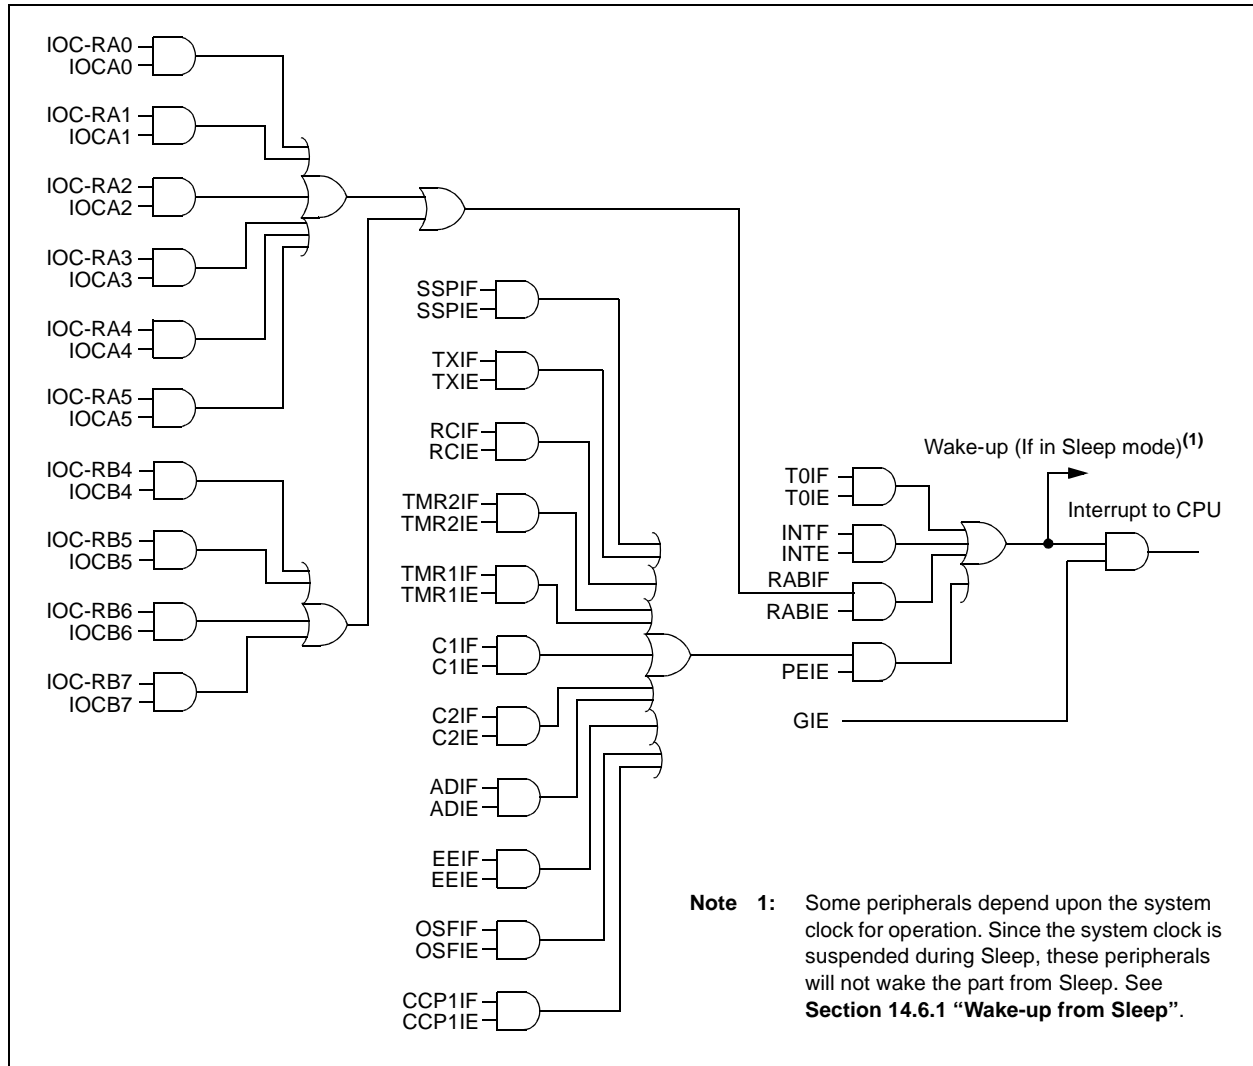 IOC-RA0
IOCA0
IOC-RA1
IOCA1
IOC-RA2
IOCA2
IOC-RA3
IOCA3
IOC-RA4
IOCA4
IOC-RA5
IOCA5
IOC-RB4
IOCB4
IOC-RB5
IOCB5
IOC-RB6
IOCB6
IOC-RB7
IOCB7
SSPIF
SSPIE
TXIF
TXIE
RCIF
RCIE
TMR2IF
TMR2IE
TMR1IF
TMR1IE
C1IF
C1IE
C2IF
C2IE
ADIF
ADIE
EEIF
EEIE
OSFIF
OSFIE
CCP1IF
CCP1IE
T0IF
T0IE
INTF
INTE
RABIF
RABIE
PEIE
GIE
Wake-up (If in Sleep mode)(1)
Interrupt to CPU
Note 1: Some peripherals depend upon the system
clock for operation. Since the system clock is
suspended during Sleep, these peripherals
will not wake the part from Sleep. See
Section 14.6.1 “Wake-up from Sleep”.